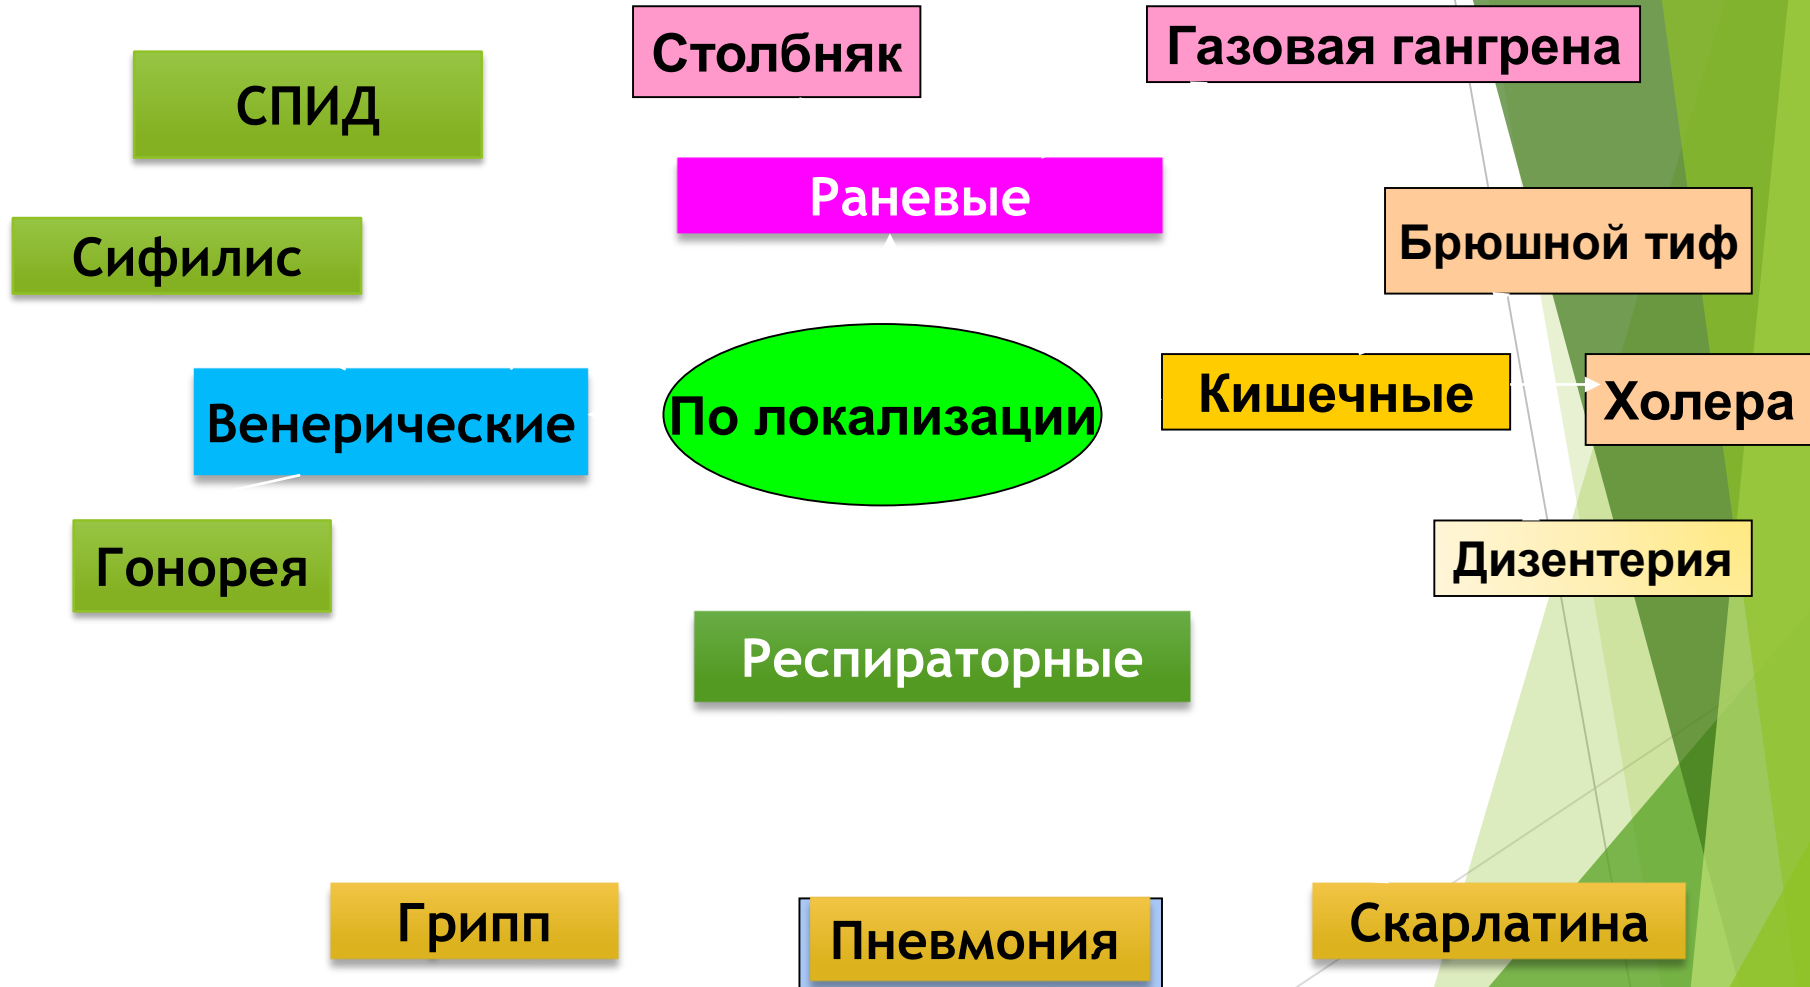 Столбняк
Газовая гангрена
СПИД
Раневые
Брюшной тиф
Сифилис
Венерические
По локализации
Кишечные
Холера
Гонорея
Дизентерия
Респираторные
Грипп
Пневмония
Скарлатина